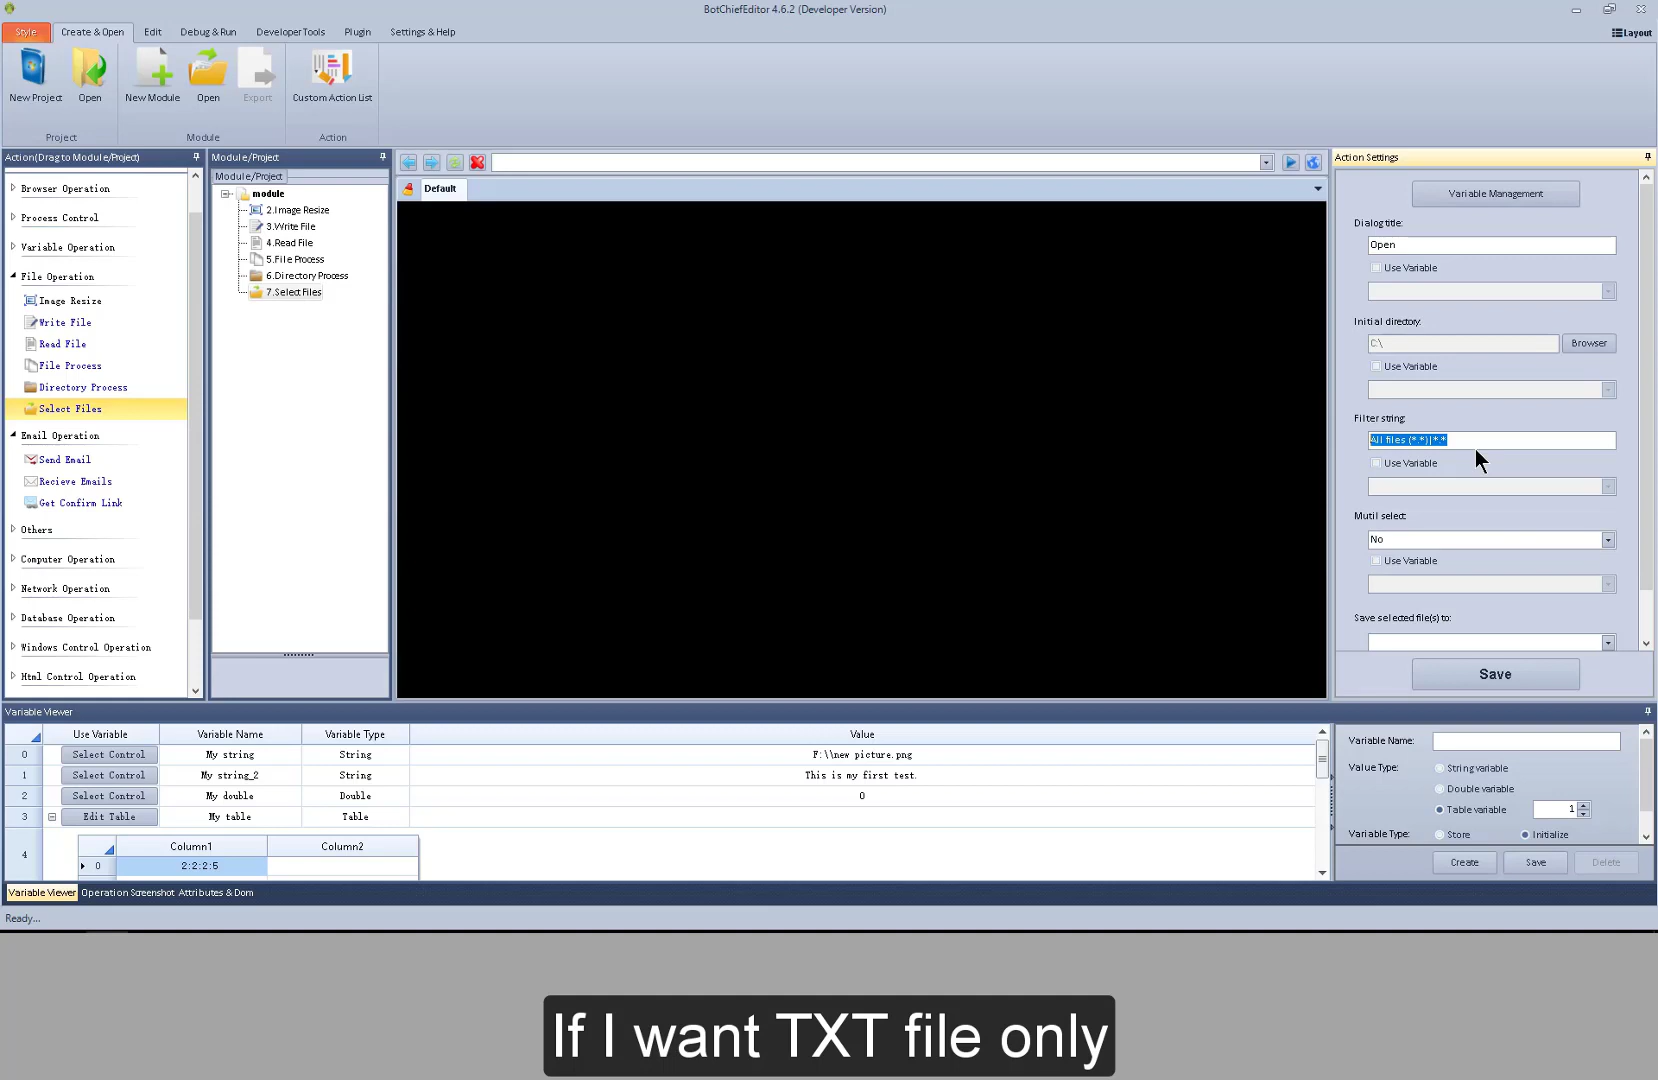 BotChiefEditor 4.6.2 (Developer Version)
Style
Create & Open
Edit
Debug & Run
Developer Tools
Plugin
Settings & Help
Layout
New Project
Open
New Module
Open
Export
Custom Action List
Project
Module
Action
Action(Drag to Module/Project)
Browser Operation
Process Control
Variable Operation
File Operation
Image Resize
Write File
Read File
File Process
Directory Process
Select Files
Email Operation
Send Email
Recieve Emails
Get Confirm Link
Others
Computer Operation
Network Operation
Database Operation
Windows Control Operation
Html Control Operation
Module/Project
Module/Project
module
2.Image Resize
3.Write File
4.Read File
5.File Process
6.Directory Process
7.Select Files
Default
Action Settings
Variable Management
Dialog title:
Open
Use Variable
Initial directory:
C:\
Browser
Use Variable
Filter string:
All files (*.*)|*.*
Use Variable
Mutil select:
No
Use Variable
Save selected file(s) to:
Save
Variable Viewer
Use Variable Variable Name Variable Type Value
0 Select Control My string String F:\\new picture.png
1 Select Control My string_2 String This is my first test.
2 Select Control My double Double 0
3 Edit Table My table Table
4 Column1 Column2
0 2:2:2:5
Variable Name:
Value Type: String variable
Double variable
Table variable 1
Variable Type: Store Initialize
Create Save Delete
Variable Viewer Operation Screenshot Attributes & Dom
Ready...
If I want TXT file only